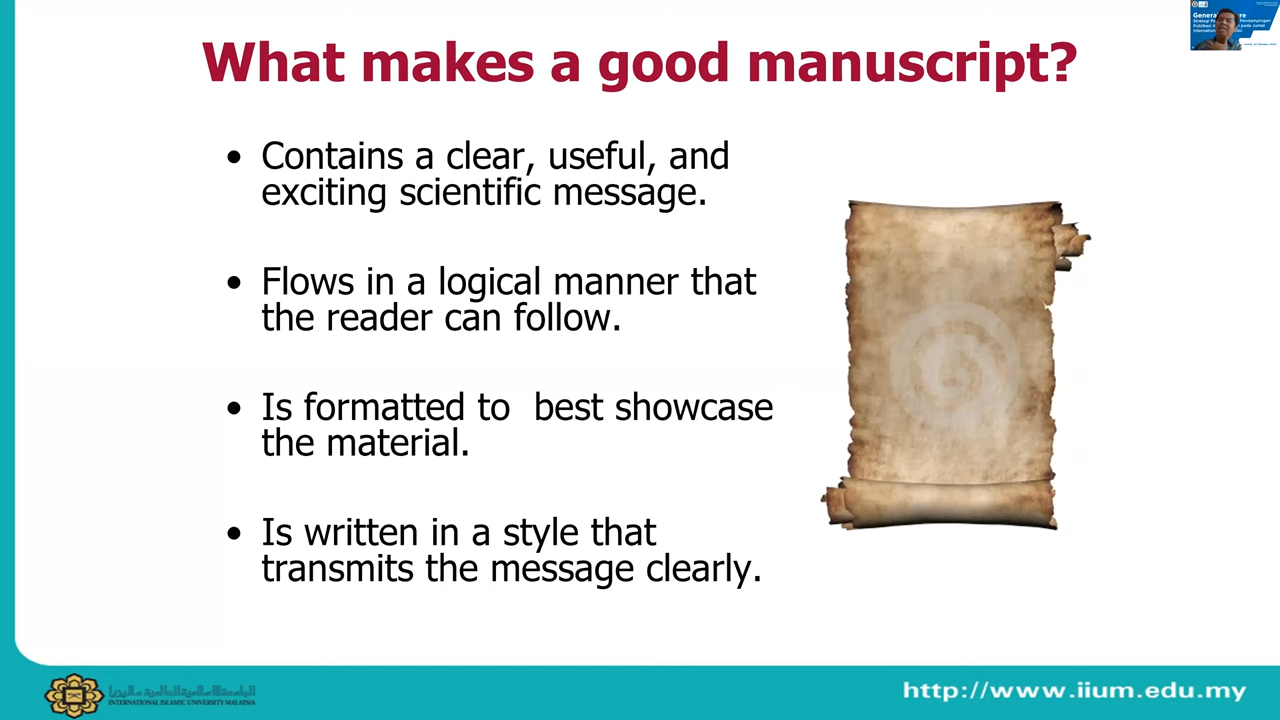 What makes a good manuscript?
• Contains a clear, useful, and
exciting scientific message.
• Flows in a logical manner that
the reader can follow.
• Is formatted to  best showcase
the material.
• Is written in a style that
transmits the message clearly.
INTERNATIONAL ISLAMIC UNIVERSITY MALAYSIA
http://www.iium.edu.my